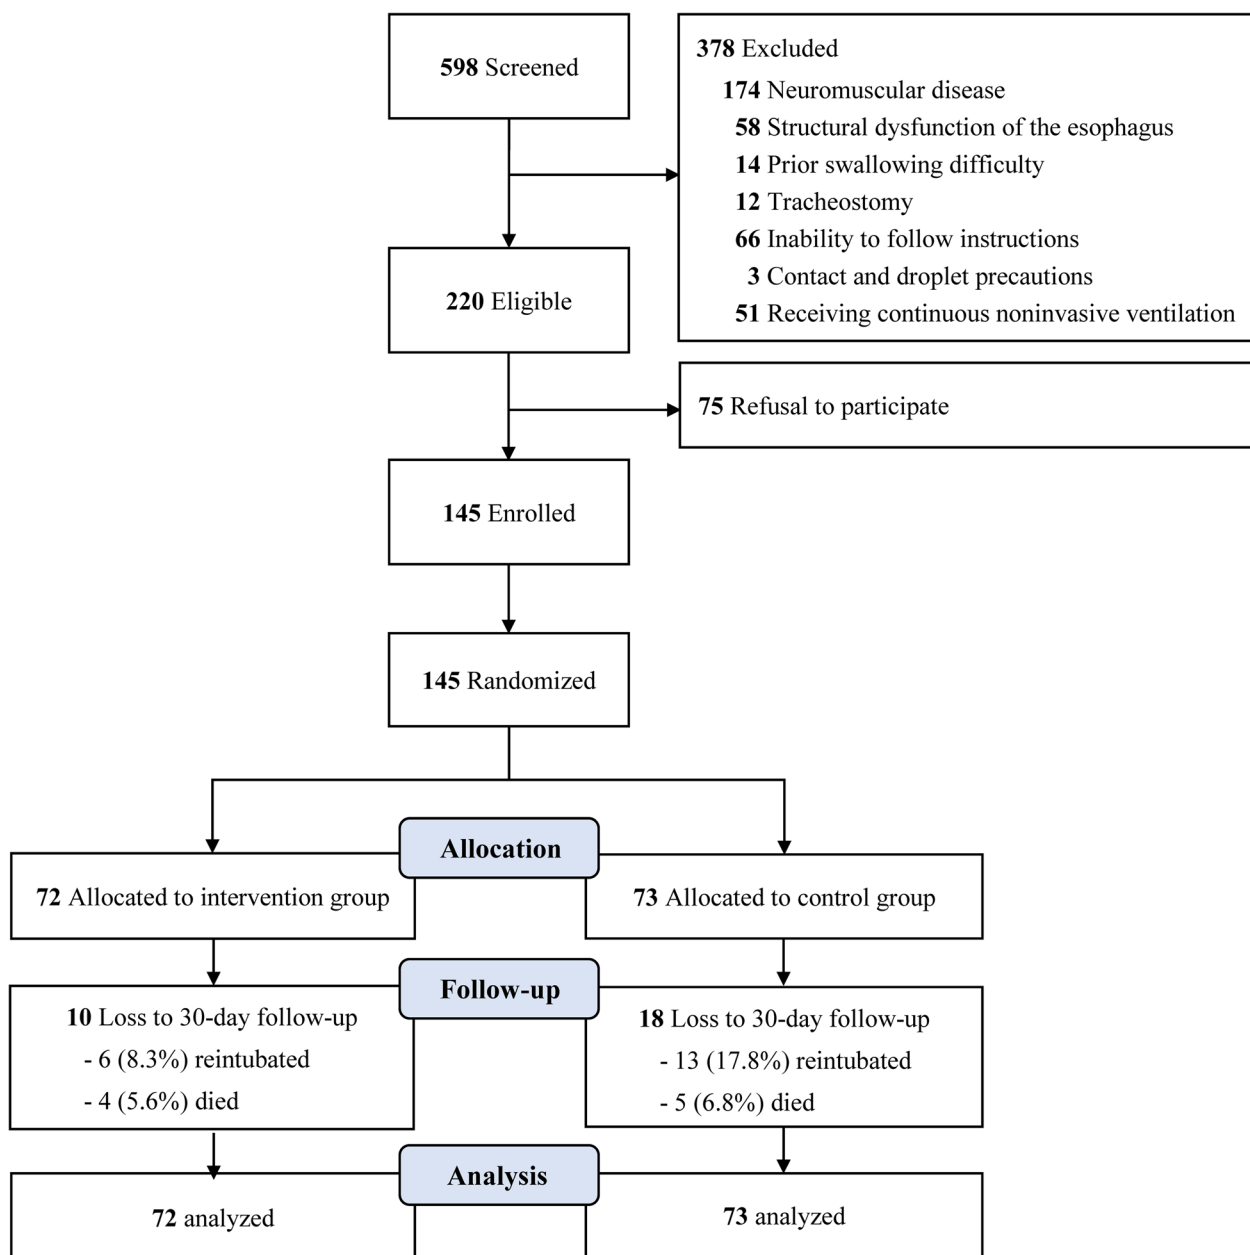 598 Screened
378 Excluded
174 Neuromuscular disease
58 Structural dysfunction of the esophagus
14 Prior swallowing difficulty
12 Tracheostomy
66 Inability to follow instructions
3 Contact and droplet precautions
51 Receiving continuous noninvasive ventilation
220 Eligible
75 Refusal to participate
145 Enrolled
145 Randomized
Allocation
72 Allocated to intervention group
73 Allocated to control group
Follow-up
10 Loss to 30-day follow-up
- 6 (8.3%) reintubated
- 4 (5.6%) died
18 Loss to 30-day follow-up
- 13 (17.8%) reintubated
- 5 (6.8%) died
Analysis
72 analyzed
73 analyzed